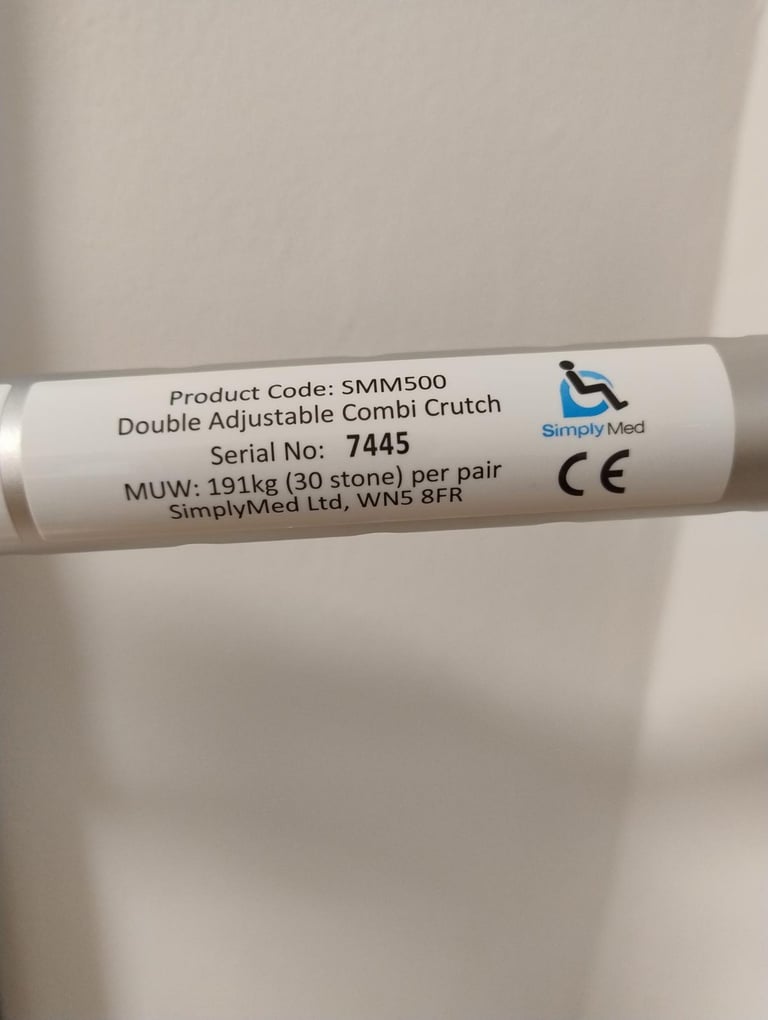 Product Code: SMM500
Double Adjustable Combi Crutch
Serial No: 7445
MUW: 191kg (30 stone) per pair
SimplyMed Ltd, WN5 8FR
Simply Med
CE